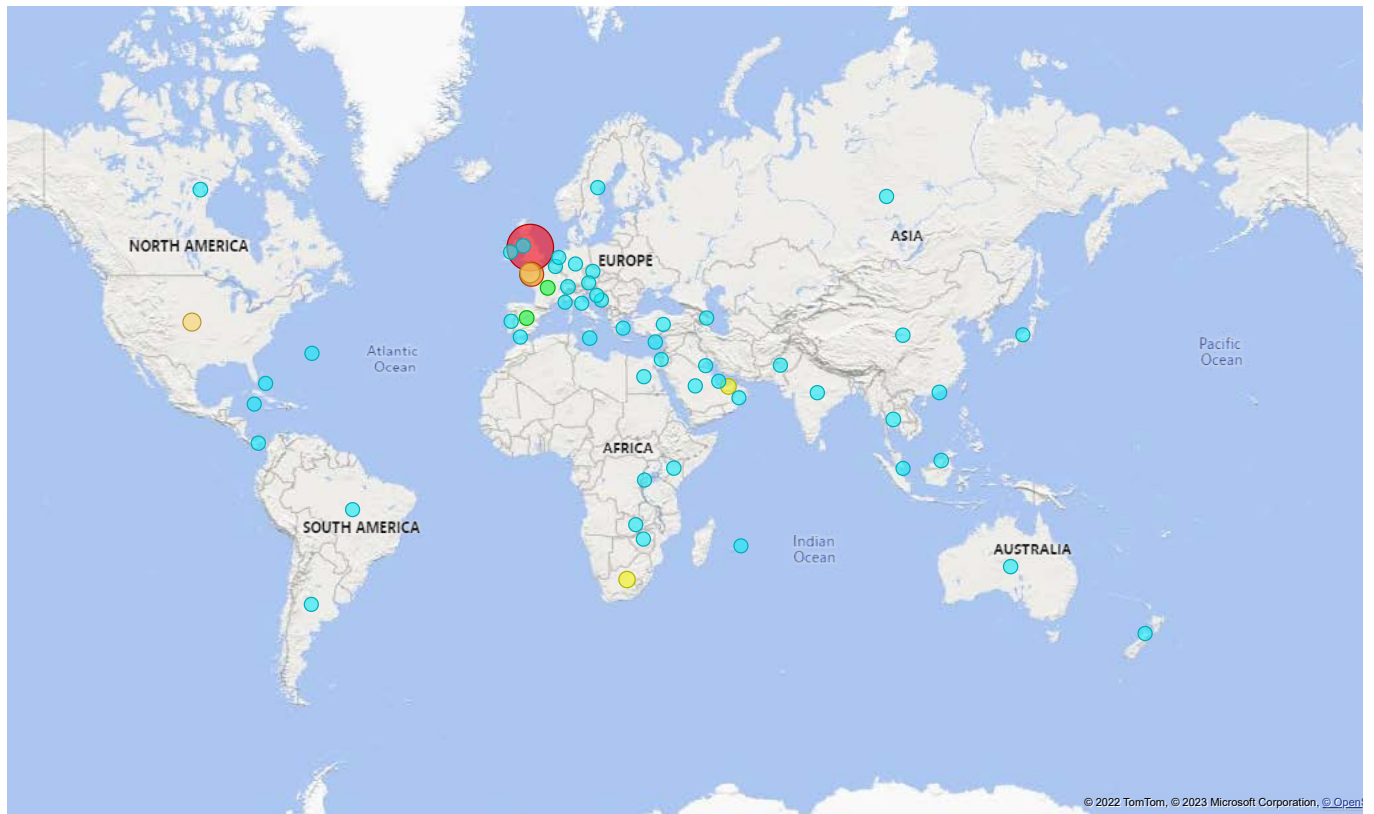 NORTH AMERICA
EUROPE
ASIA
Atlantic
Ocean
Pacific
Ocean
AFRICA
SOUTH AMERICA
Indian
Ocean
AUSTRALIA
© 2022 TomTom, © 2023 Microsoft Corporation, © OpenS